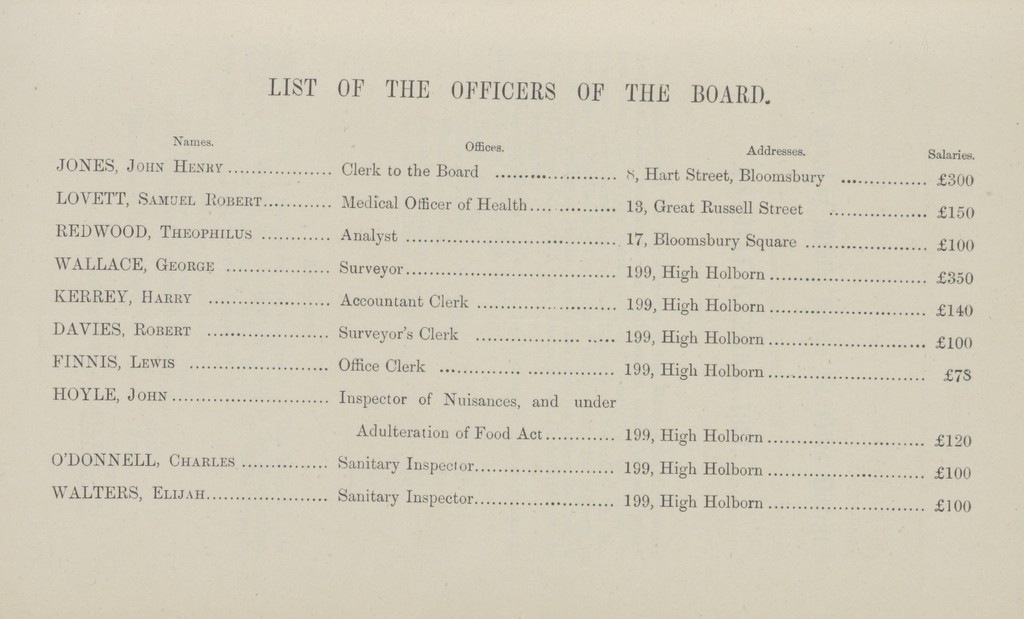 LIST OF THE OFFICERS OF THE BOARD.
Names. Offices. Addresses. Salaries.
JONES, John Henry ................. Clerk to the Board ....................... 8, Hart Street, Bloomsbury .............. £300
LOVETT, Samuel Robert............ Medical Officer of Health................ 13, Great Russell Street ................ £150
REDWOOD, Theophilus ............ Analyst .................................. 17, Bloomsbury Square .................... £100
WALLACE, George .................. Surveyor.................................. 199, High Holborn .......................... £350
KERREY, Harry ..................... Accountant Clerk ....................... 199, High Holborn .......................... £140
DAVIES, Robert ..................... Surveyor's Clerk ....................... 199, High Holborn .......................... £100
FINNIS, Lewis ....................... Office Clerk ............................. 199, High Holborn .......................... £78
HOYLE, John .......................... Inspector of Nuisances, and under
Adulteration of Food Act............ 199, High Holborn .......................... £120
O'DONNELL, Charles .............. Sanitary Inspector....................... 199, High Holborn .......................... £100
WALTERS, Elijah..................... Sanitary Inspector....................... 199, High Holborn .......................... £100